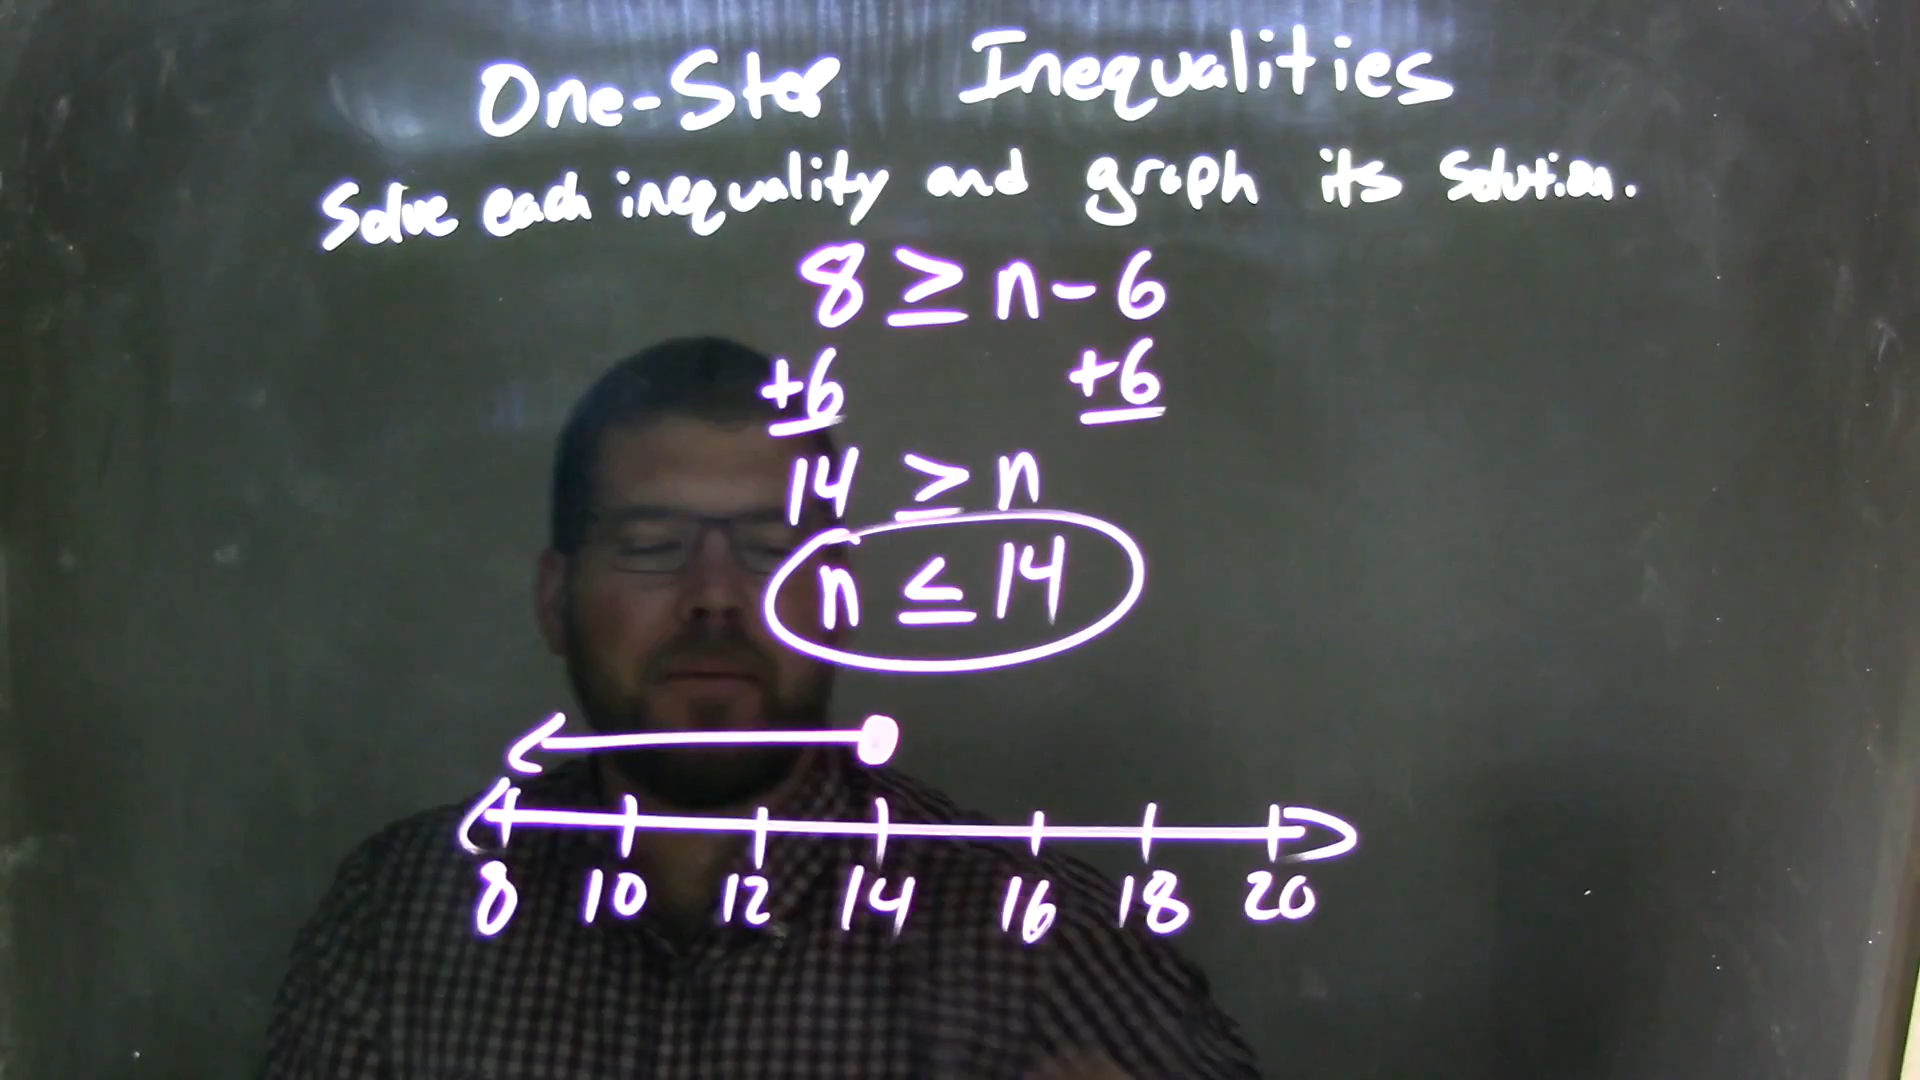 One-Step Inequalities
Solve each inequality and graph its solution.
8 ≥ n - 6
+6 +6
14 ≥ n
n ≤ 14
8 10 12 14 16 18 20